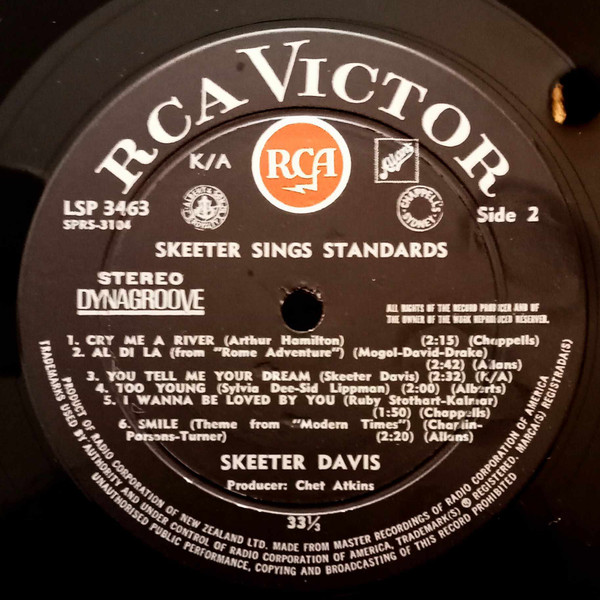 RCA VICTOR
K/A
RCA
Allans
LSP 3463
SPRS-3104
CHAPPELL'S SYDNEY
Side 2
SKEETER SINGS STANDARDS
STEREO
DYNAGROOVE
ALL RIGHTS OF THE RECORD PRODUCER AND OF
THE OWNER OF THE WORK REPRODUCED RESERVED.
1. CRY ME A RIVER (Arthur Hamilton) (2:15) (Chappells)
2. AL DI LA (from "Rome Adventure") (Mogol-David-Drake)
(2:42) (Allans)
3. YOU TELL ME YOUR DREAM (Skeeter Davis) (2:32) (K/A)
4. TOO YOUNG (Sylvia Dee-Sid Lippman) (2:00) (Alberts)
5. I WANNA BE LOVED BY YOU (Ruby Stothart-Kalmar)
(1:50) (Chappells)
6. SMILE (Theme from "Modern Times") (Chaplin-
Parsons-Turner) (2:20) (Allans)
SKEETER DAVIS
Producer: Chet Atkins
33⅓
PRODUCT OF RADIO CORPORATION OF NEW ZEALAND LTD. MADE FROM MASTER RECORDINGS OF RADIO CORPORATION OF AMERICA
TRADEMARKS USED BY AUTHORITY AND UNDER CONTROL OF RADIO CORPORATION OF AMERICA, TRADEMARK(S) ® REGISTERED. MARCA(S) REGISTRADA(S)
UNAUTHORISED PUBLIC PERFORMANCE, COPYING AND BROADCASTING OF THIS RECORD PROHIBITED